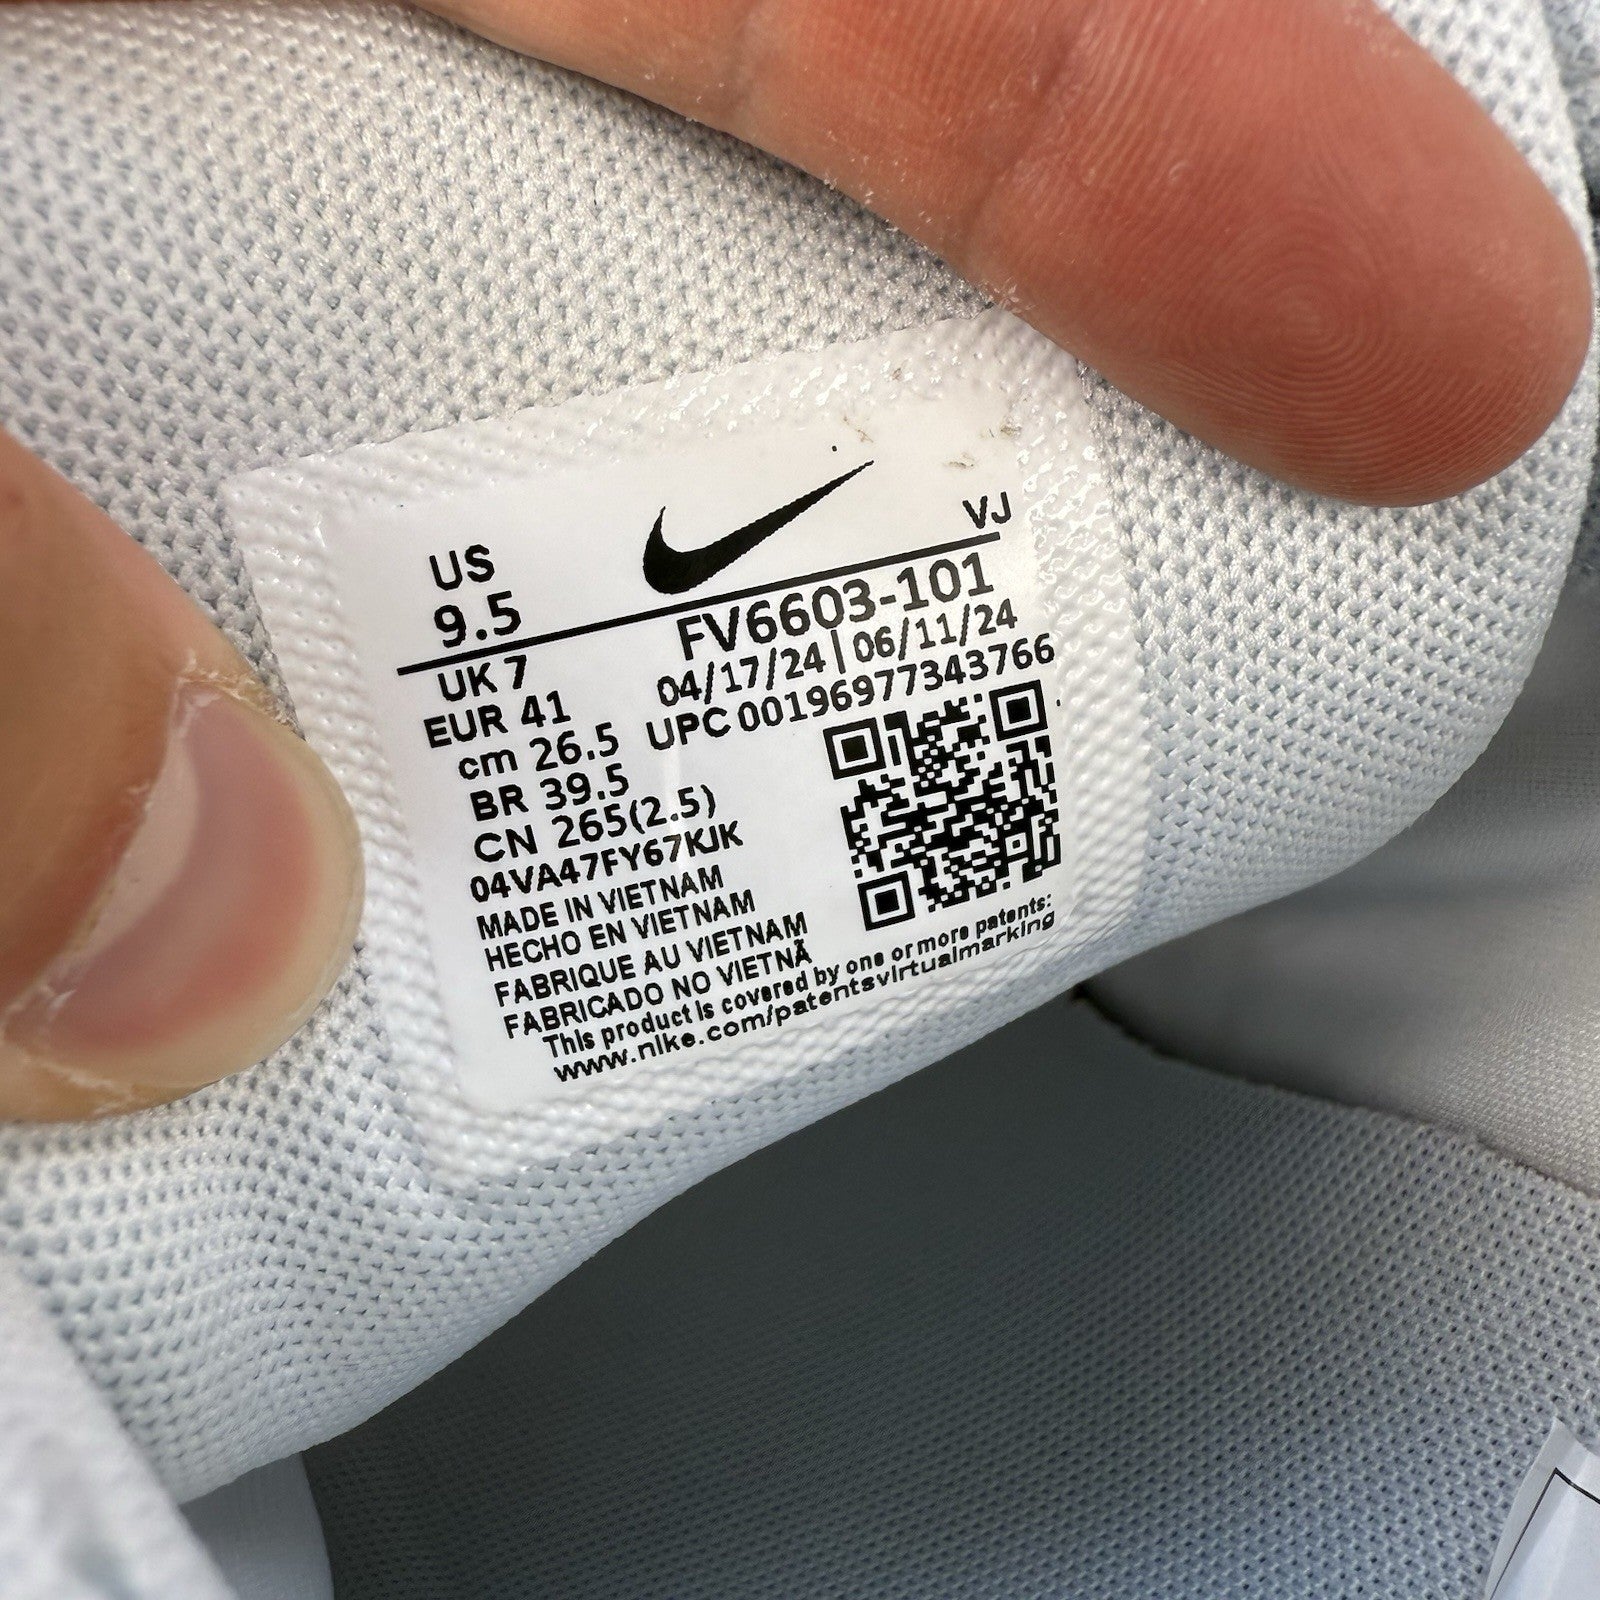 VJ
US
9.5
FV6603-101
UK 7
04/17/24 | 06/11/24
EUR 41
UPC 00196977343766
cm 26.5
BR 39.5
CN 265(2.5)
04VA47FY67KJK
MADE IN VIETNAM
HECHO EN VIETNAM
FABRIQUE AU VIETNAM
FABRICADO NO VIETNÃ
This product is covered by one or more patents:
www.nike.com/patentsvirtualmarking